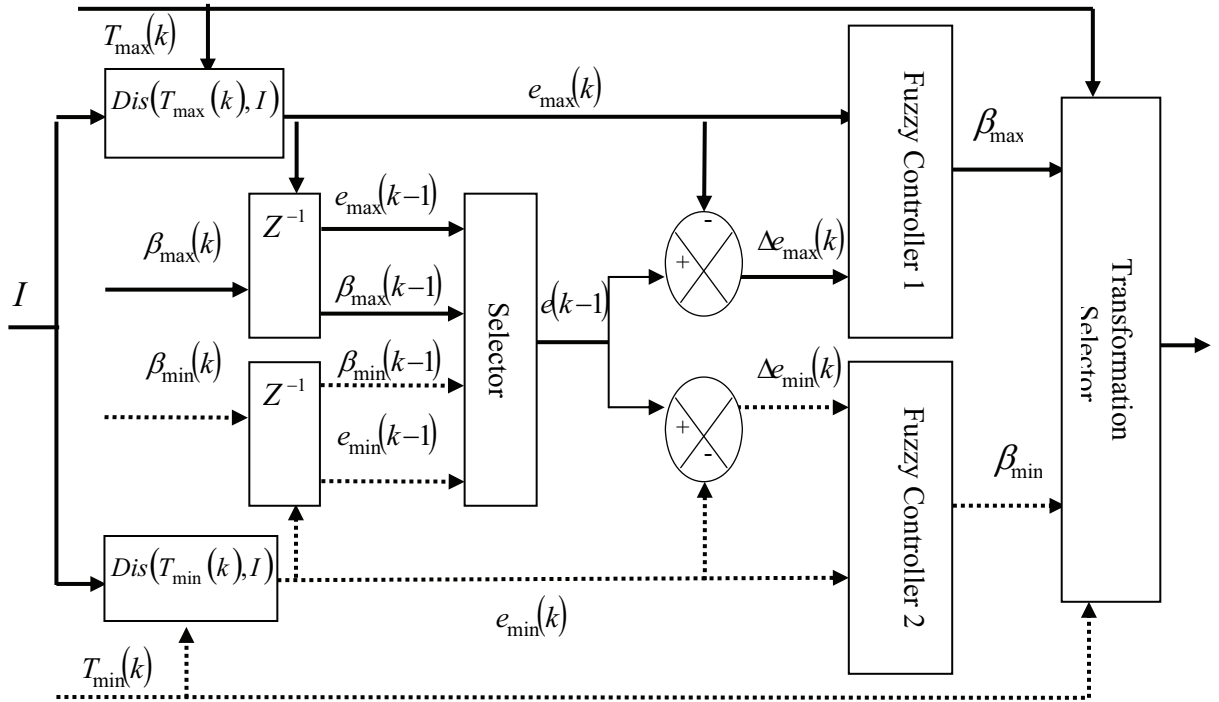 T_max(k)
Dis(T_max(k), I)
e_max(k)
Fuzzy Controller 1
β_max
Z^-1
e_max(k-1)
-
β_max(k)
+
Δe_max(k)
I
β_max(k-1)
Selector
e(k-1)
Transformation
Selector
β_min(k)
Z^-1
β_min(k-1)
Δe_min(k)
+
-
e_min(k-1)
Fuzzy Controller 2
β_min
Dis(T_min(k), I)
e_min(k)
T_min(k)